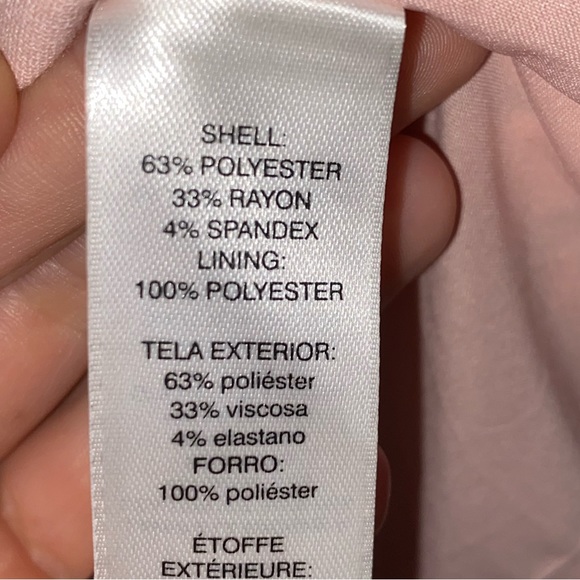 SHELL:
63% POLYESTER
33% RAYON
4% SPANDEX
LINING:
100% POLYESTER
TELA EXTERIOR:
63% poliéster
33% viscosa
4% elastano
FORRO:
100% poliéster
ÉTOFFE
EXTÉRIEURE: